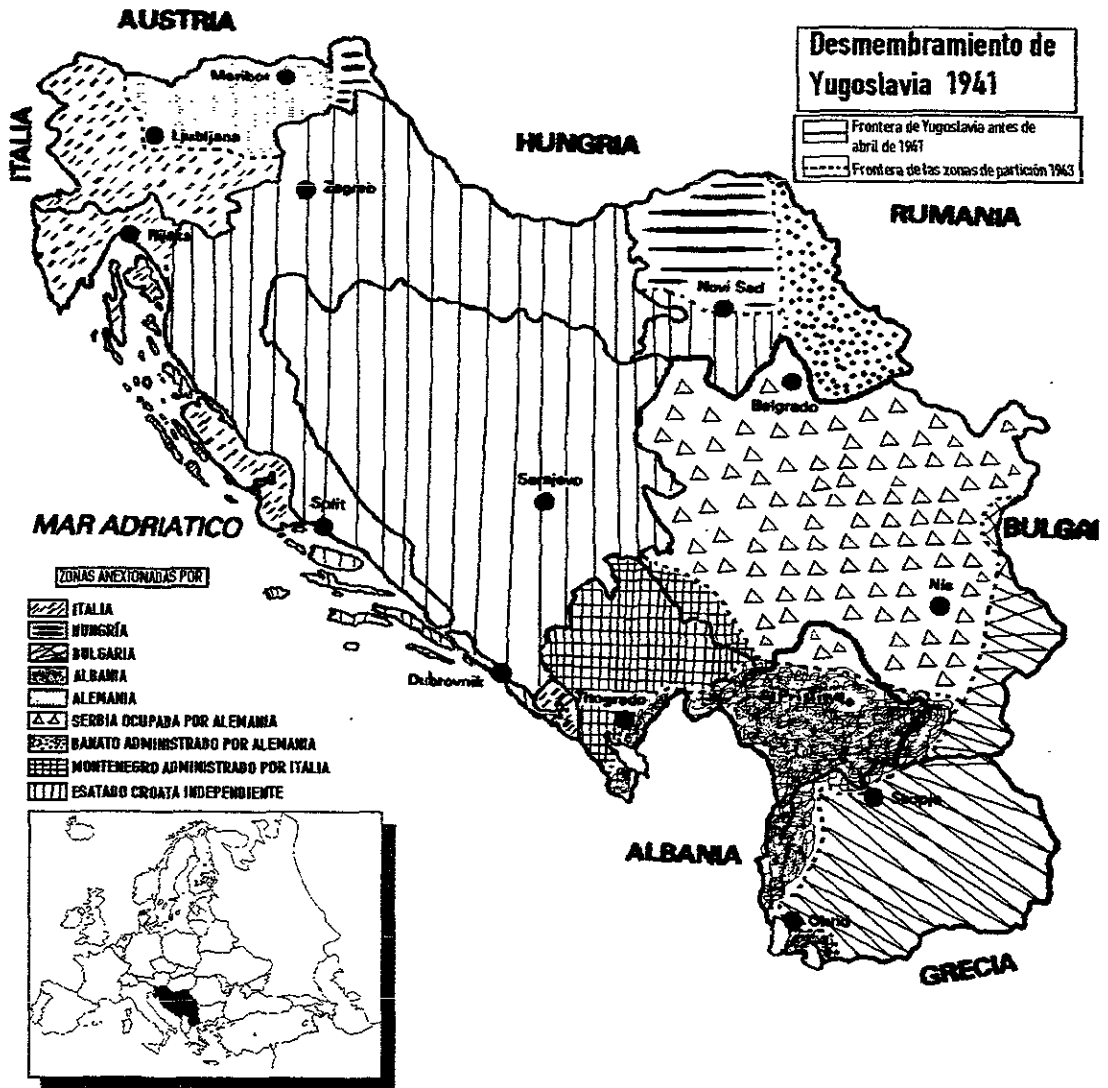 AUSTRIA
Desmembramiento de
Yugoslavia 1941
Frontera de Yugoslavia antes de
abril de 1941
Frontera de las zonas de partición 1943
ITALIA
HUNGRIA
RUMANIA
Maribor
Ljubljana
Zagreb
Rijeka
Novi Sad
Belgrado
Sarajevo
Split
MAR ADRIATICO
BULGAI
Nis
Dubrovnik
Titogrado
Skopje
Ohrid
ALBANIA
GRECIA
ZONAS ANEXIONADAS POR
ITALIA
HUNGRÍA
BULGARIA
ALBANIA
ALEMANIA
SERBIA OCUPADA POR ALEMANIA
BANATO ADMINISTRADO POR ALEMANIA
MONTENEGRO ADMINISTRADO POR ITALIA
ESATADO CROATA INDEPENDIENTE